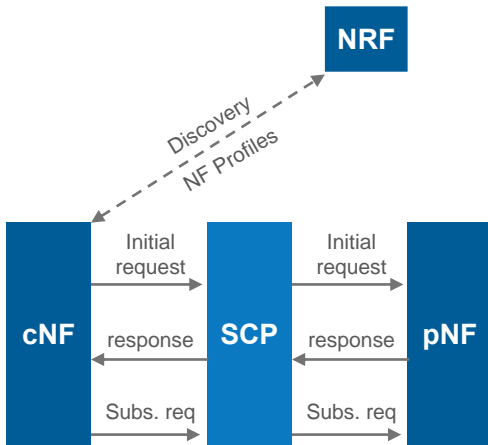 NRF
Discovery
NF Profiles
Initial
request
Initial
request
cNF
response
SCP
response
pNF
Subs. req
Subs. req